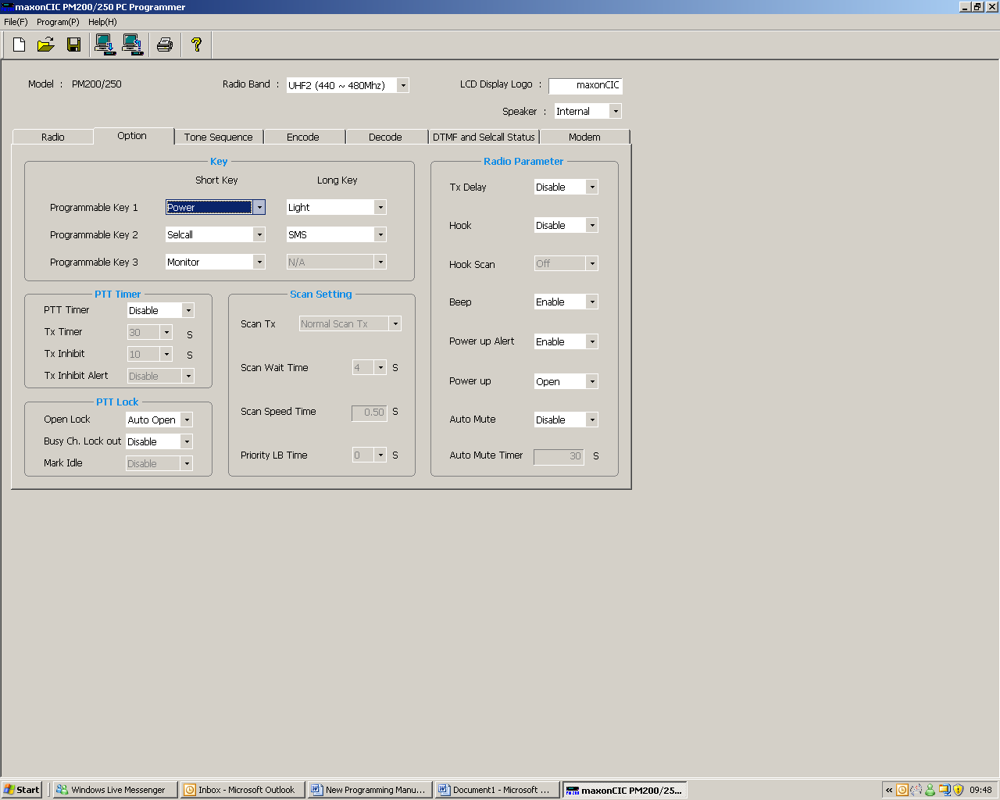 maxonCIC PM200/250 PC Programmer
File(F) Program(P) Help(H)
Model : PM200/250 Radio Band : UHF2 (440 ~ 480Mhz) LCD Display Logo : maxonCIC
Speaker : Internal
Radio Option Tone Sequence Encode Decode DTMF and Selcall Status Modem
Key
Short Key Long Key
Programmable Key 1 Power Light
Programmable Key 2 Selcall SMS
Programmable Key 3 Monitor N/A
PTT Timer
PTT Timer Disable
Tx Timer 30 S
Tx Inhibit 10 S
Tx Inhibit Alert Disable
PTT Lock
Open Lock Auto Open
Busy Ch. Lock out Disable
Mark Idle Disable
Scan Setting
Scan Tx Normal Scan Tx
Scan Wait Time 4 S
Scan Speed Time 0.50 S
Priority LB Time 0 S
Radio Parameter
Tx Delay Disable
Hook Disable
Hook Scan Off
Beep Enable
Power up Alert Enable
Power up Open
Auto Mute Disable
Auto Mute Timer 30 S
Start Windows Live Messenger Inbox - Microsoft Outlook New Programming Manu... Document1 - Microsoft ... maxonCIC PM200/25... 09:48